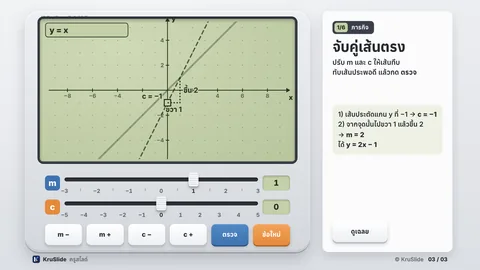 y = x
y
4
2
c = −1
ขึ้น 2
ขวา 1
−8
−6
−4
−2
2
4
6
8
x
−2
−4
m
−3
−2
−1
0
1
2
3
1
c
−5
−4
−3
−2
−1
0
1
2
3
4
5
0
m −
m +
c −
c +
ตรวจ
ข้อใหม่
1/6
ภารกิจ
จับคู่เส้นตรง
ปรับ m และ c ให้เส้นทึบ
ทับเส้นประพอดี แล้วกด ตรวจ
1) เส้นประตัดแกน y ที่ −1 → c = −1
2) จากจุดนั้นไปขวา 1 แล้วขึ้น 2
→ m = 2
ได้ y = 2x − 1
ดูเฉลย
KruSlide ครูสไลด์
© KruSlide
03 / 03